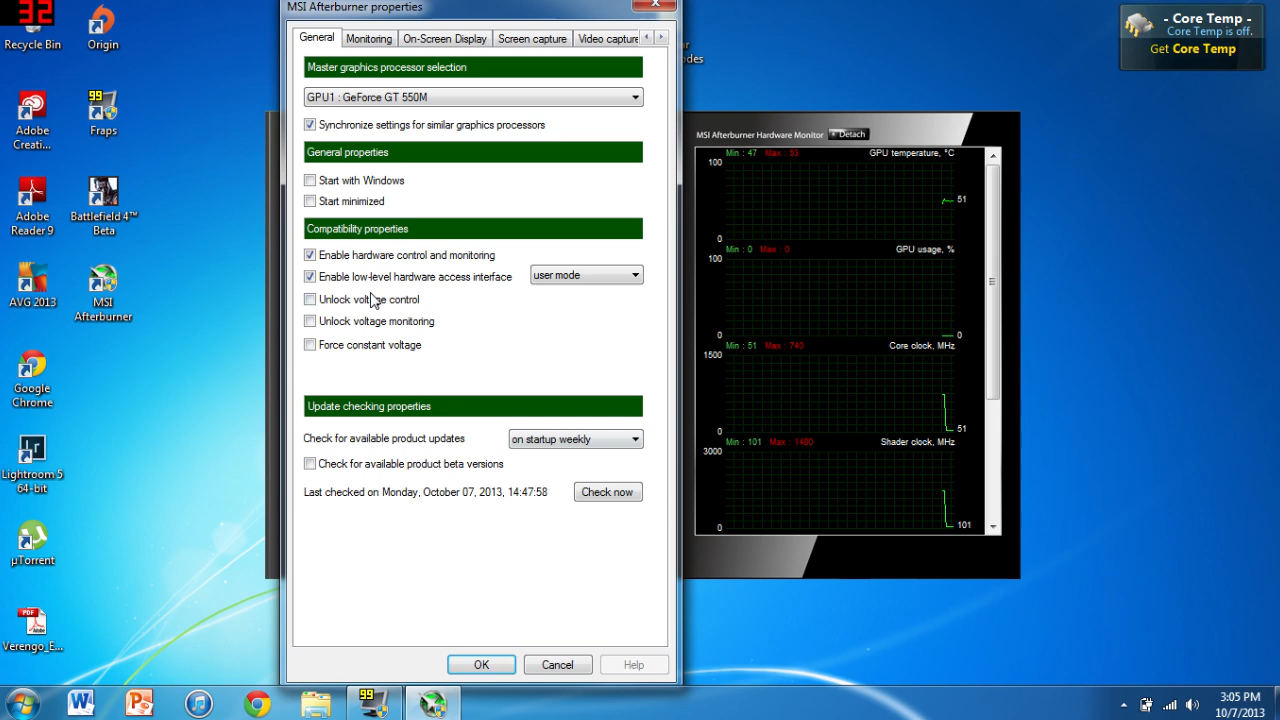 32
Recycle Bin
Origin
Adobe
Creati...
99
Fraps
Adobe
Reader 9
Battlefield 4™
Beta
AVG 2013
MSI
Afterburner
Google
Chrome
Lr
Lightroom 5
64-bit
µTorrent
PDF
Verengo_E...
MSI Afterburner properties
General
Monitoring
On-Screen Display
Screen capture
Video capture
Master graphics processor selection
GPU1 : GeForce GT 550M
Synchronize settings for similar graphics processors
General properties
Start with Windows
Start minimized
Compatibility properties
Enable hardware control and monitoring
Enable low-level hardware access interface
user mode
Unlock voltage control
Unlock voltage monitoring
Force constant voltage
Update checking properties
Check for available product updates
on startup weekly
Check for available product beta versions
Last checked on Monday, October 07, 2013, 14:47:58
Check now
OK
Cancel
Help
MSI Afterburner Hardware Monitor
Detach
Min : 47 Max : 53 GPU temperature, °C
100
51
0
Min : 0 Max : 0 GPU usage, %
100
0
0
Min : 51 Max : 740 Core clock, MHz
1500
51
0
Min : 101 Max : 1480 Shader clock, MHz
3000
101
0
- Core Temp -
Core Temp is off.
Get Core Temp
99
3:05 PM
10/7/2013